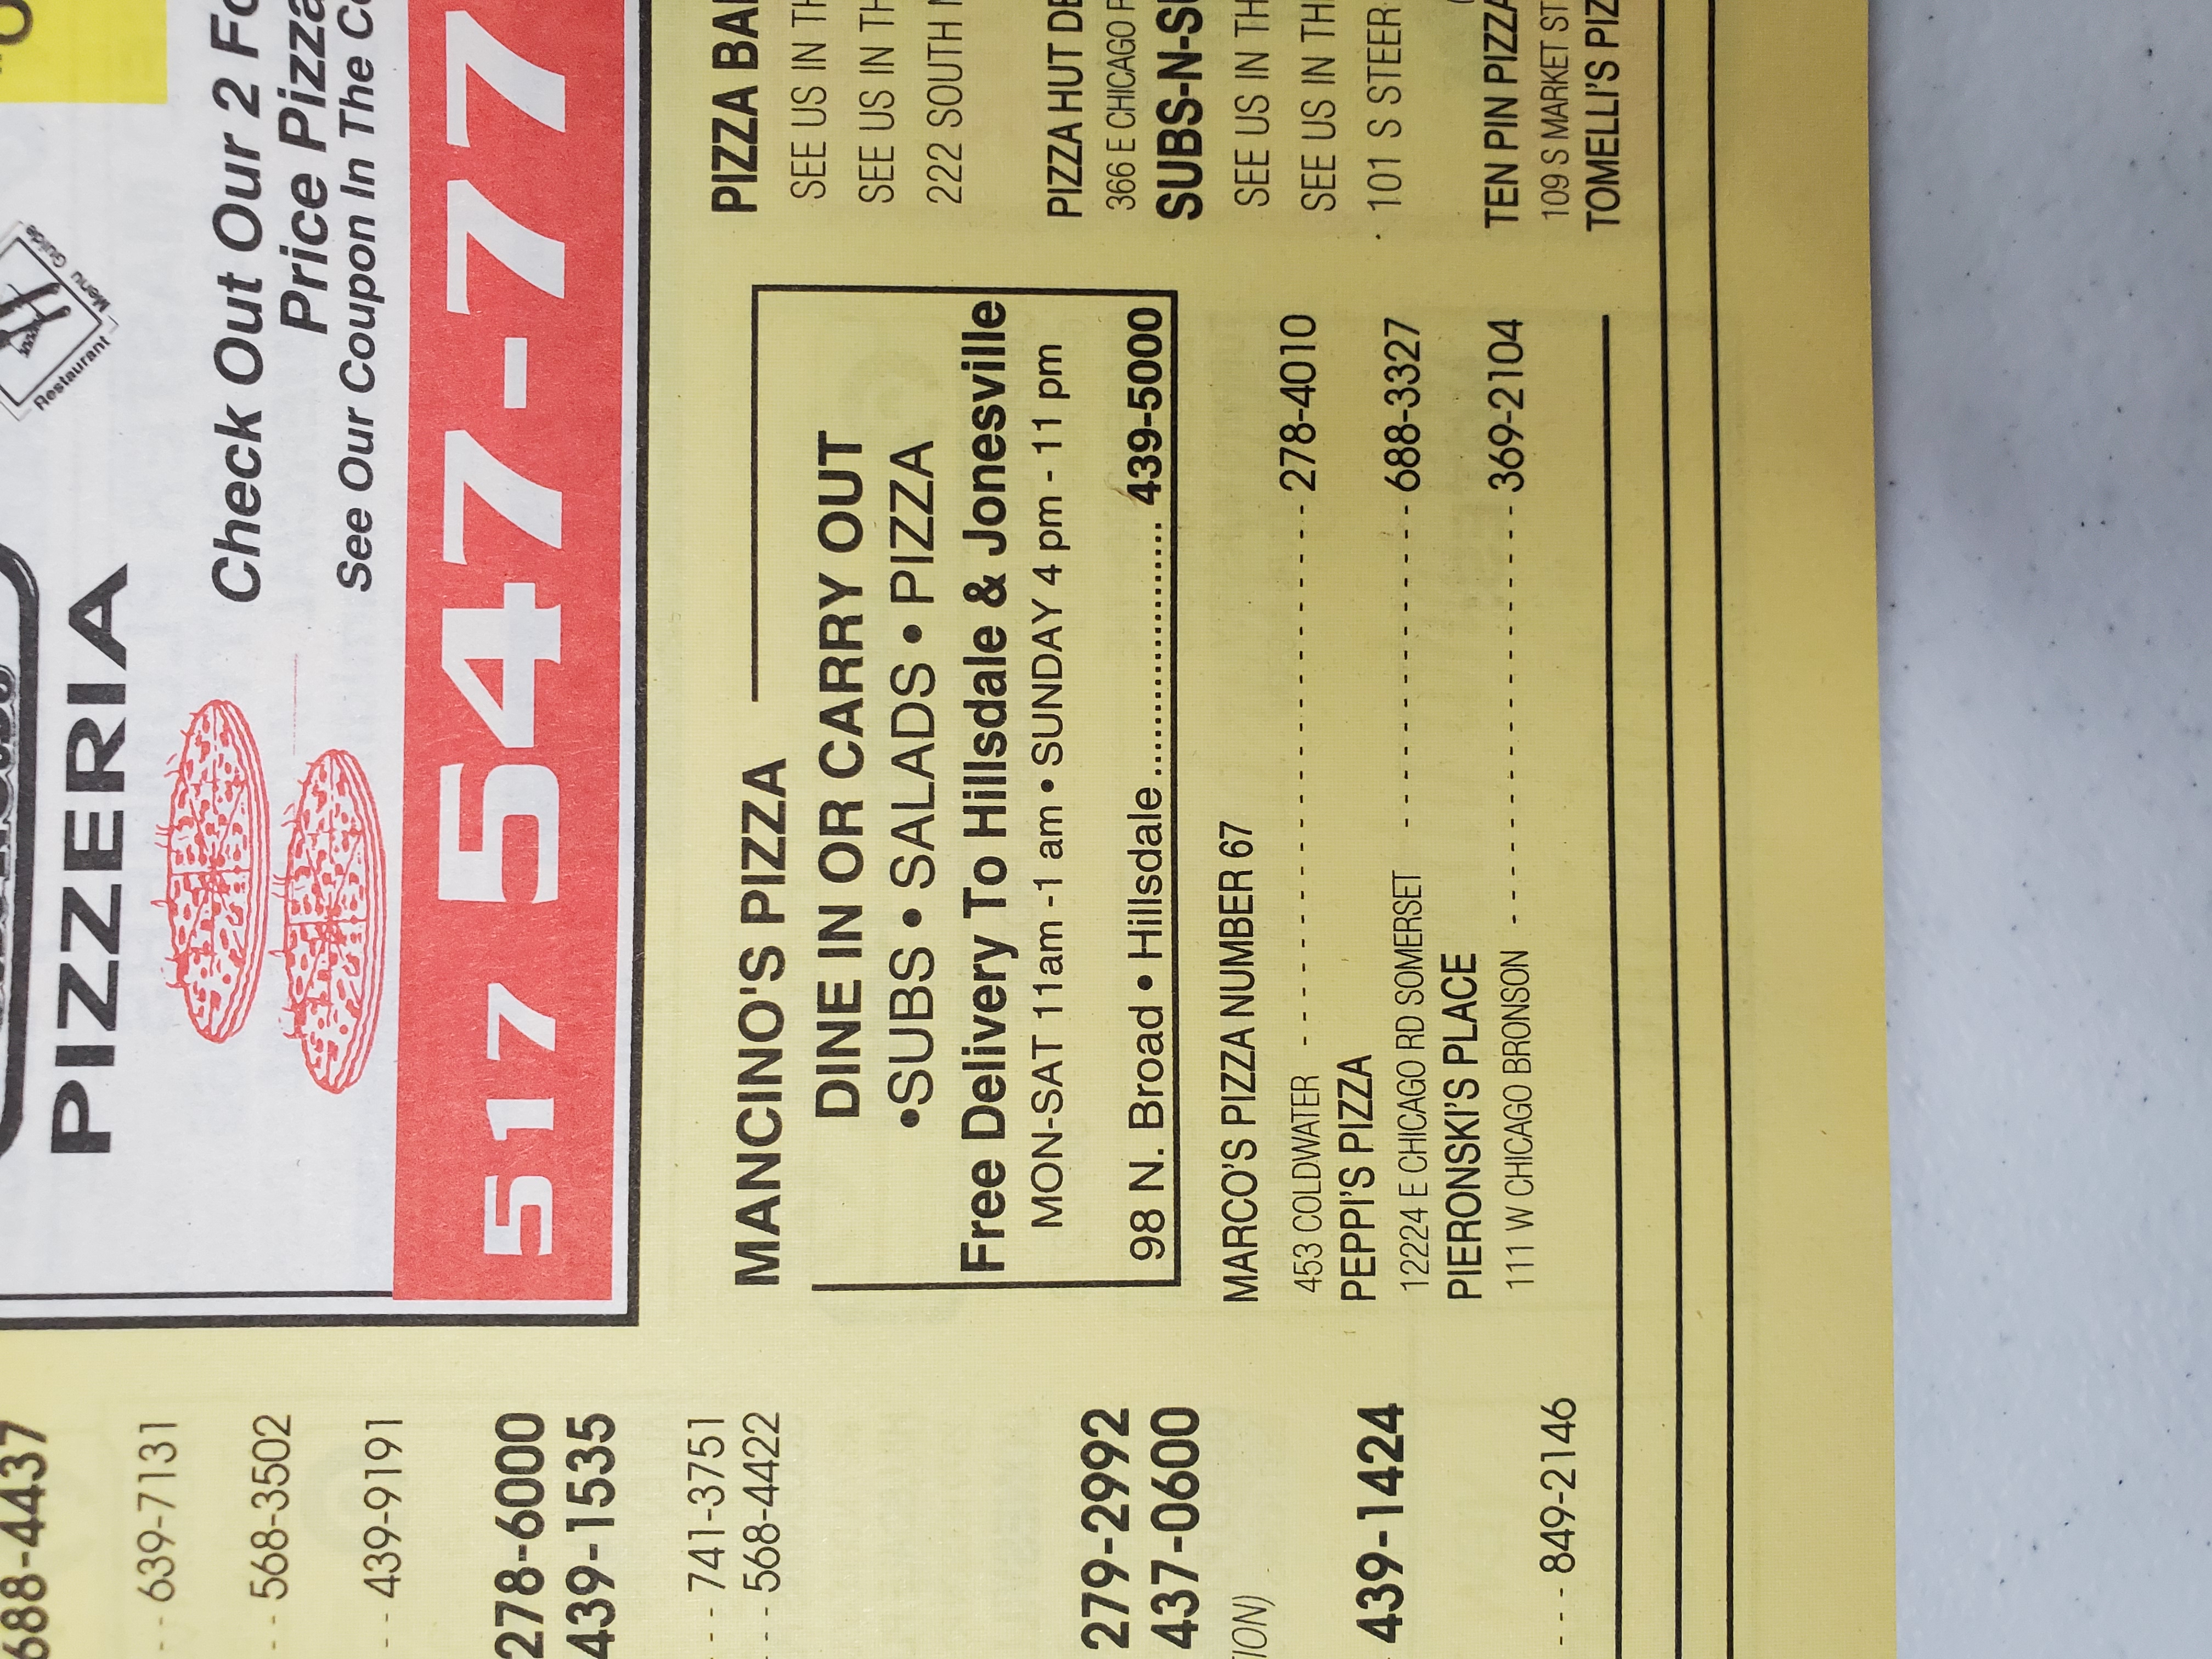 688-4437
639-7131
568-3502
439-9191
278-6000
439-1535
741-3751
568-4422
279-2992
437-0600
439-1424
849-2146
PIZZERIA
Restaurant
Menu Guide
Check Out Our 2 Fo
Price Pizza
See Our Coupon In The Co
517 547-77
MANCINO'S PIZZA
DINE IN OR CARRY OUT
•SUBS • SALADS • PIZZA
Free Delivery To Hillsdale & Jonesville
MON-SAT 11am -1 am • SUNDAY 4 pm - 11 pm
98 N. Broad • Hillsdale ........................ 439-5000
MARCO'S PIZZA NUMBER 67
453 COLDWATER - - - - - - - - - - - - - - - - - - - - 278-4010
PEPPI'S PIZZA
12224 E CHICAGO RD SOMERSET - - - - - - - - - - - - 688-3327
PIERONSKI'S PLACE
111 W CHICAGO BRONSON - - - - - - - - - - - - - - - - 369-2104
PIZZA BA
SEE US IN TH
SEE US IN TH
222 SOUTH
PIZZA HUT DE
366 E CHICAGO
SUBS-N-S
SEE US IN TH
SEE US IN THI
101 S STEER
TEN PIN PIZZA
109 S MARKET ST
TOMELLI'S PIZ